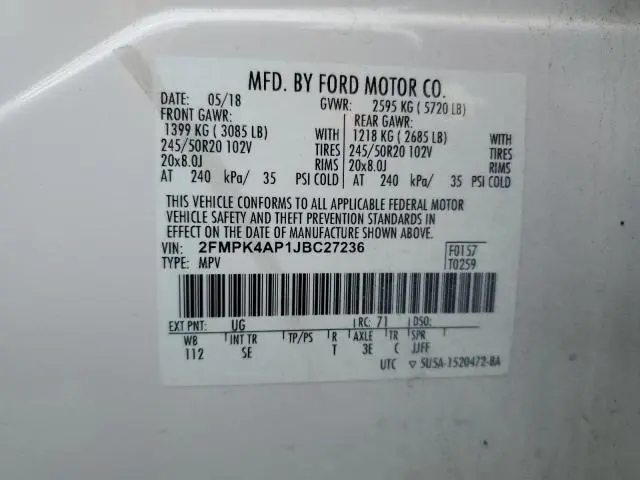 MFD. BY FORD MOTOR CO.
DATE: 05/18 GVWR: 2595 KG ( 5720 LB)
FRONT GAWR: REAR GAWR:
1399 KG ( 3085 LB) WITH 1218 KG ( 2685 LB) WITH
245/50R20 102V TIRES 245/50R20 102V TIRES
20x8.0J RIMS 20x8.0J RIMS
AT 240 kPa/ 35 PSI COLD AT 240 kPa/ 35 PSI COLD
THIS VEHICLE CONFORMS TO ALL APPLICABLE FEDERAL MOTOR
VEHICLE SAFETY AND THEFT PREVENTION STANDARDS IN
EFFECT ON THE DATE OF MANUFACTURE SHOWN ABOVE.
VIN: 2FMPK4AP1JBC27236 F0157
TYPE: MPV T0259
EXT PNT: UG RC: 71 DSO:
WB INT TR TP/PS R AXLE TR SPR
112 SE T 3E C JJFF
UTC ▽ 5U5A-1520472-BA